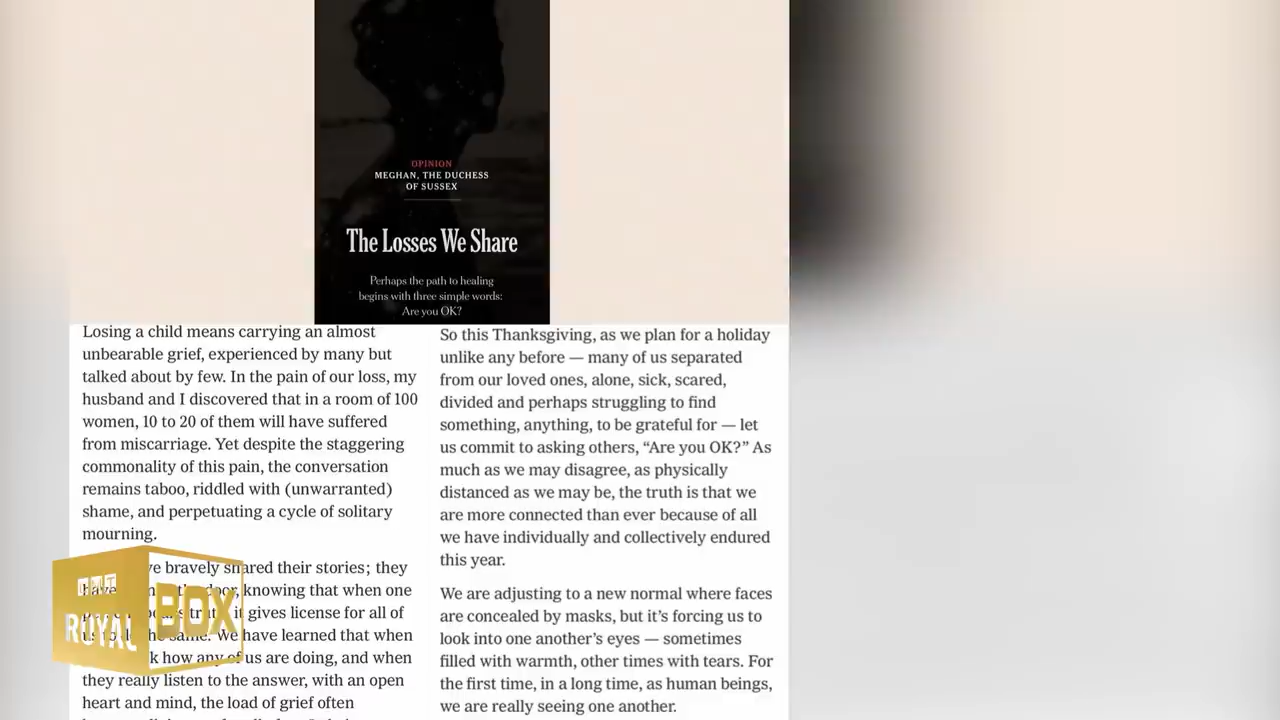 OPINION
MEGHAN, THE DUCHESS
OF SUSSEX
The Losses We Share
Perhaps the path to healing
begins with three simple words:
Are you OK?
Losing a child means carrying an almost
unbearable grief, experienced by many but
talked about by few. In the pain of our loss, my
husband and I discovered that in a room of 100
women, 10 to 20 of them will have suffered
from miscarriage. Yet despite the staggering
commonality of this pain, the conversation
remains taboo, riddled with (unwarranted)
shame, and perpetuating a cycle of solitary
mourning.
bravely shared their stories; they
door, knowing that when one
truth, it gives license for all of
us to do the same. We have learned that when
how any of us are doing, and when
they really listen to the answer, with an open
heart and mind, the load of grief often
So this Thanksgiving, as we plan for a holiday
unlike any before — many of us separated
from our loved ones, alone, sick, scared,
divided and perhaps struggling to find
something, anything, to be grateful for — let
us commit to asking others, “Are you OK?” As
much as we may disagree, as physically
distanced as we may be, the truth is that we
are more connected than ever because of all
we have individually and collectively endured
this year.
We are adjusting to a new normal where faces
are concealed by masks, but it’s forcing us to
look into one another’s eyes — sometimes
filled with warmth, other times with tears. For
the first time, in a long time, as human beings,
we are really seeing one another.
ROYAL
BOX